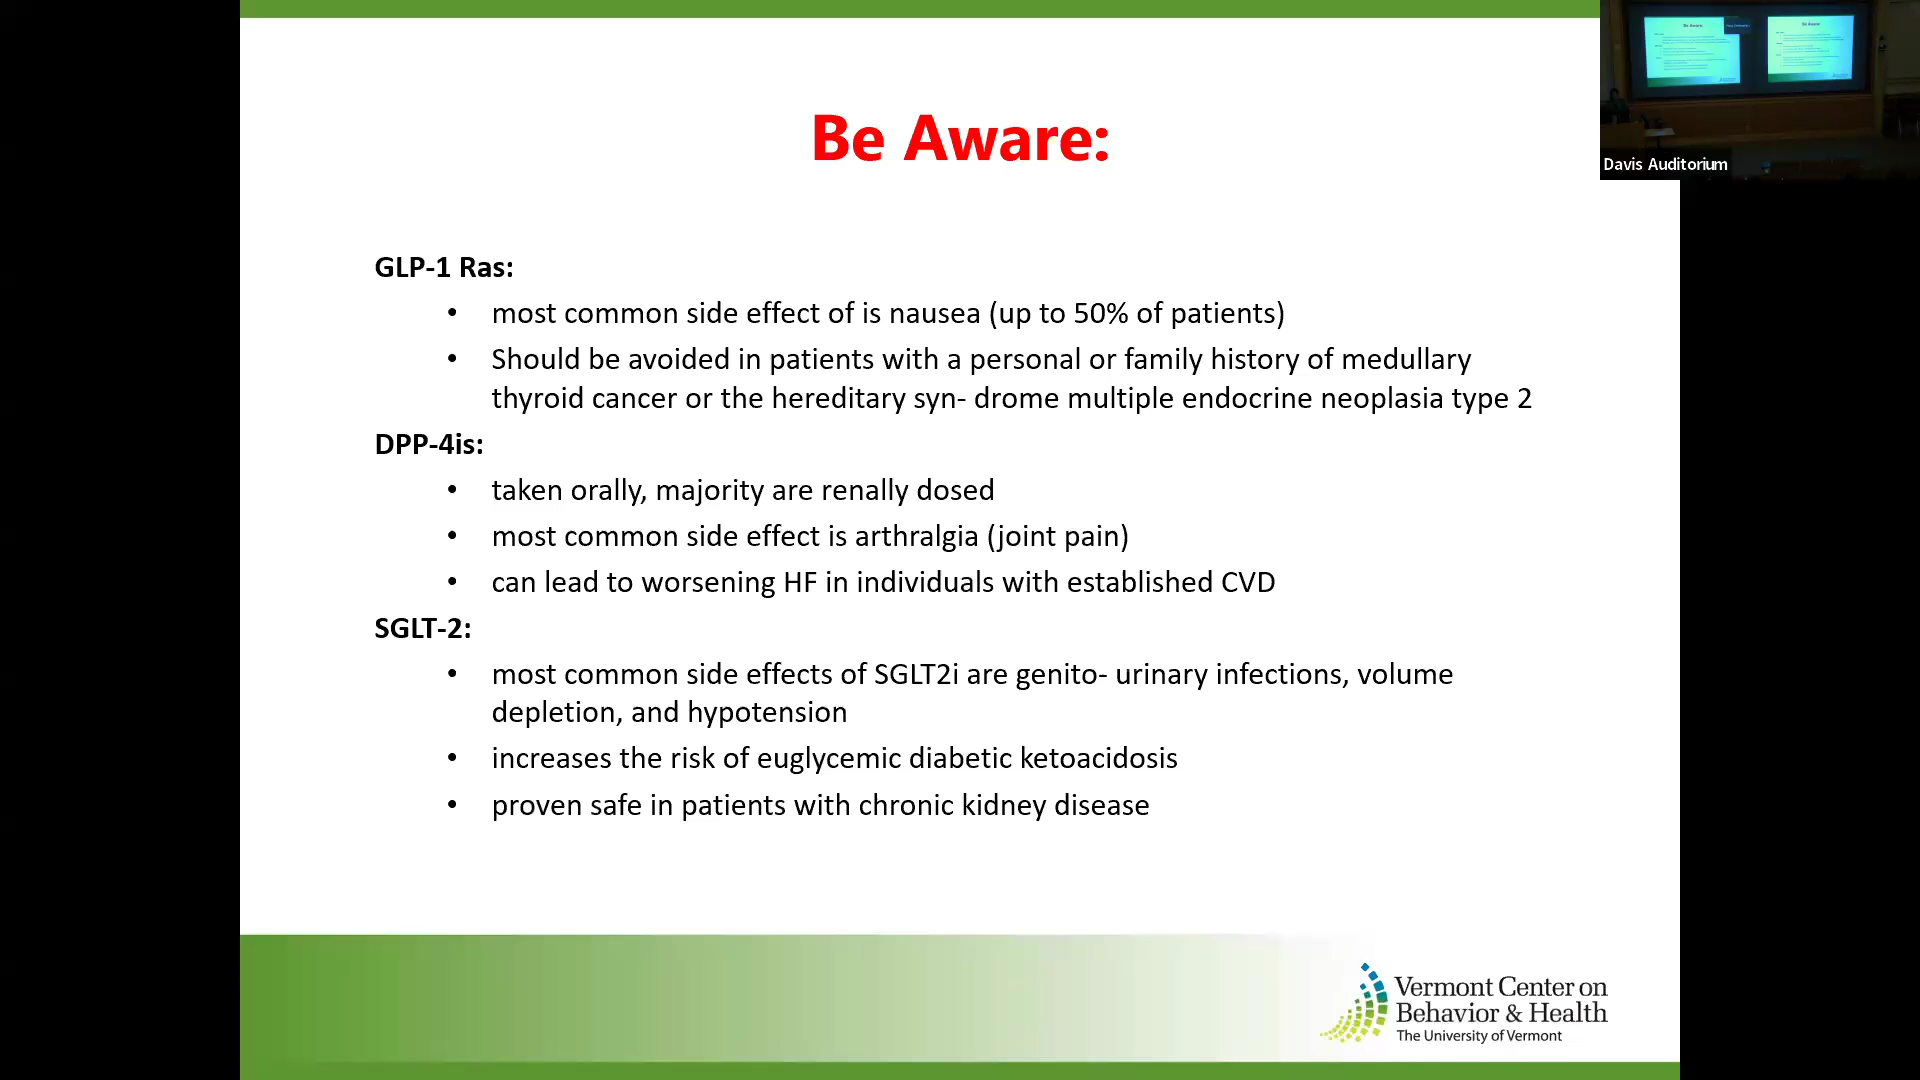 Be Aware:
Davis Auditorium
GLP-1 Ras:
• most common side effect of is nausea (up to 50% of patients)
• Should be avoided in patients with a personal or family history of medullary
thyroid cancer or the hereditary syn- drome multiple endocrine neoplasia type 2
DPP-4is:
• taken orally, majority are renally dosed
• most common side effect is arthralgia (joint pain)
• can lead to worsening HF in individuals with established CVD
SGLT-2:
• most common side effects of SGLT2i are genito- urinary infections, volume
depletion, and hypotension
• increases the risk of euglycemic diabetic ketoacidosis
• proven safe in patients with chronic kidney disease
Vermont Center on
Behavior & Health
The University of Vermont